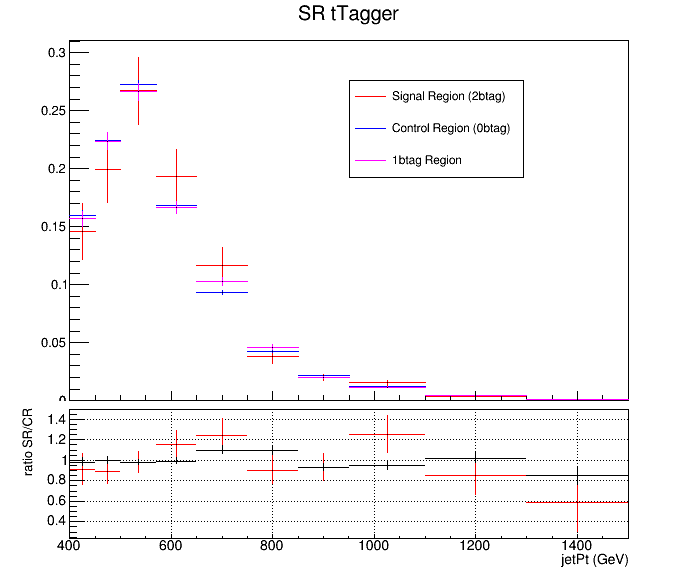 SR tTagger
0.3
0.25
0.2
0.15
0.1
0.05
0
Signal Region (2btag)
Control Region (0btag)
1btag Region
ratio SR/CR
1.4
1.2
1
0.8
0.6
0.4
400 600 800 1000 1200 1400
jetPt (GeV)